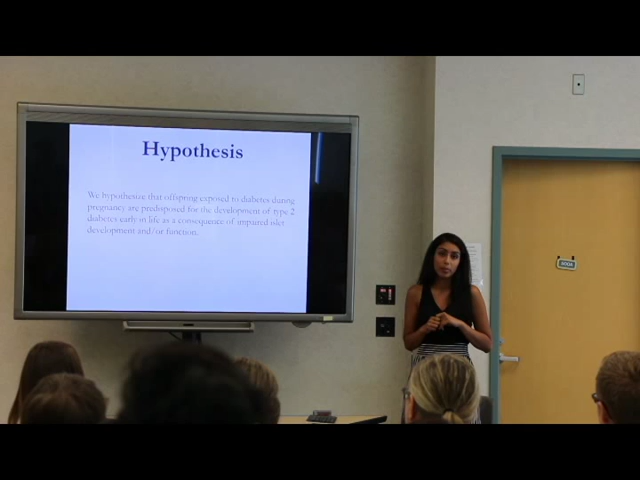 Hypothesis
We hypothesize that offspring exposed to diabetes during
pregnancy are predisposed for the development of type 2
diabetes early in life as a consequence of impaired islet
development and/or function.